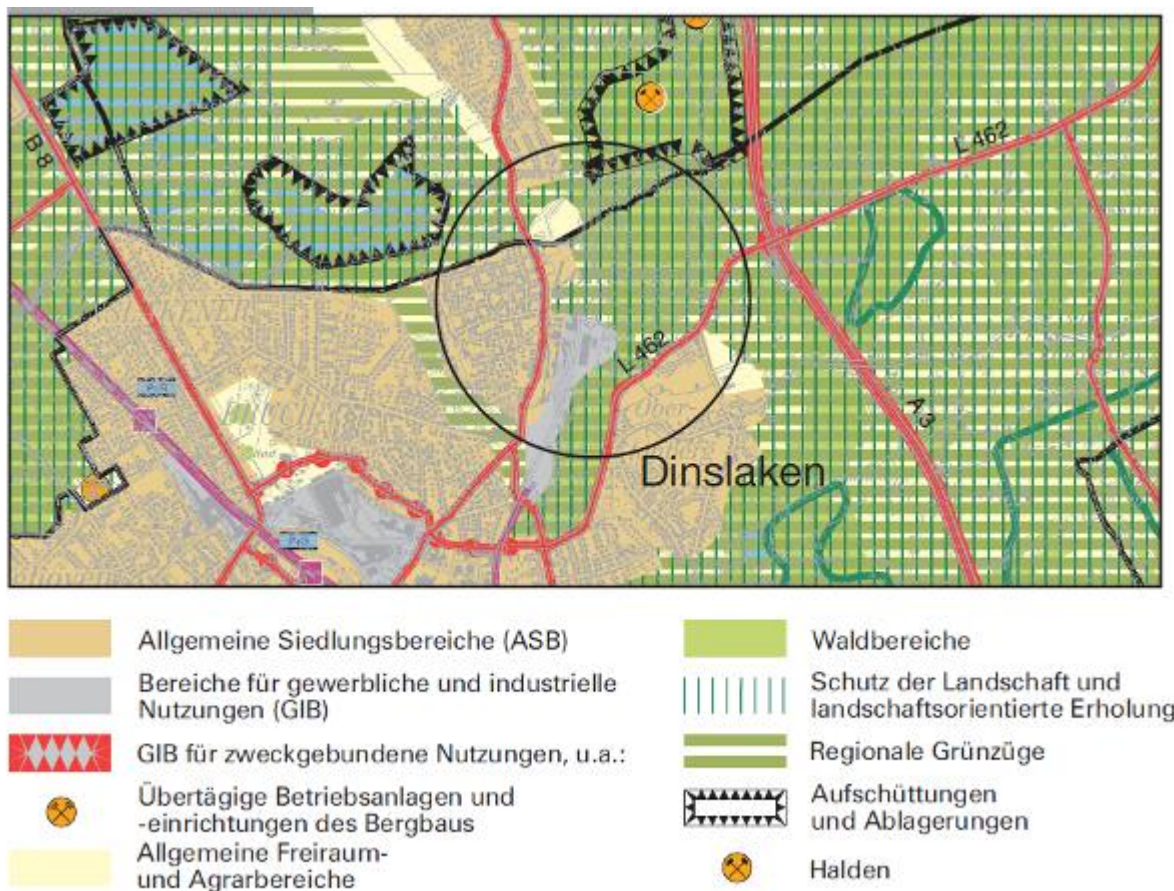 B 8
L 462
L 462
A 3
Dinslaken
Allgemeine Siedlungsbereiche (ASB)
Bereiche für gewerbliche und industrielle
Nutzungen (GIB)
GIB für zweckgebundene Nutzungen, u.a.:
Übertägige Betriebsanlagen und
-einrichtungen des Bergbaus
Allgemeine Freiraum-
und Agrarbereiche
Waldbereiche
Schutz der Landschaft und
landschaftsorientierte Erholung
Regionale Grünzüge
Aufschüttungen
und Ablagerungen
Halden